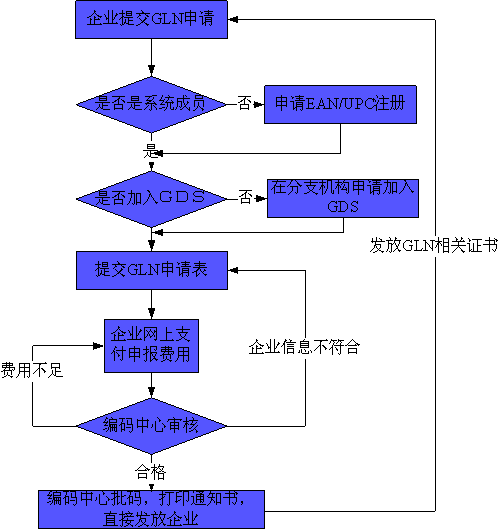 企业提交GLN申请
是否是系统成员
否
申请EAN/UPC注册
是
是否加入GDS
否
在分支机构申请加入
GDS
发放GLN相关证书
提交GLN申请表
企业网上支
付申报费用
企业信息不符合
费用不足
编码中心审核
合格
编码中心批码，打印通知书，
直接发放企业